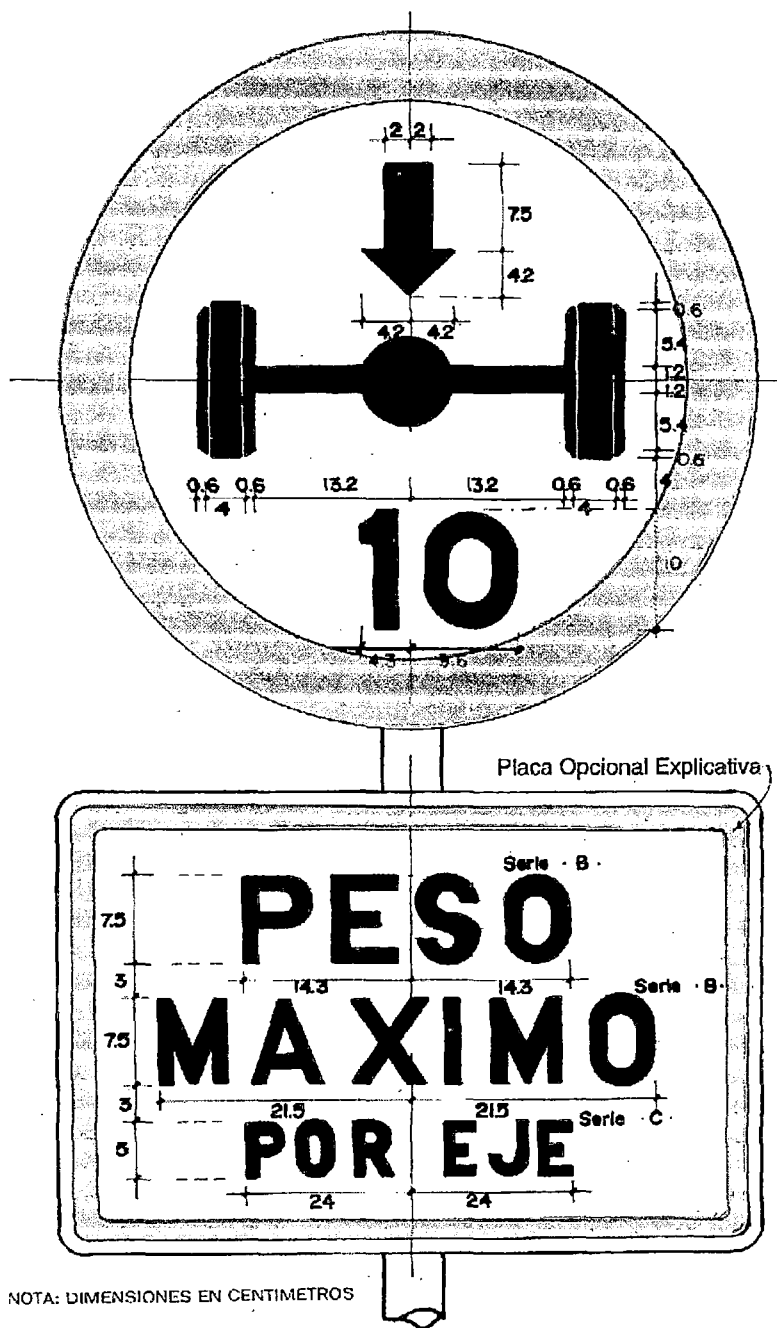 2 2
7.5
4.2
4.2 4.2
0.6
5.4
1.2
1.2
5.4
0.6
4
0.6 0.6 13.2 13.2 0.6 0.6
4 4
10
10
4.3
Placa Opcional Explicativa
Serie · B ·
7.5 PESO
3 14.3 14.3
Serie · B ·
7.5 MAXIMO
3 21.5 21.5
Serie · C ·
5 POR EJE
24 24
NOTA: DIMENSIONES EN CENTIMETROS